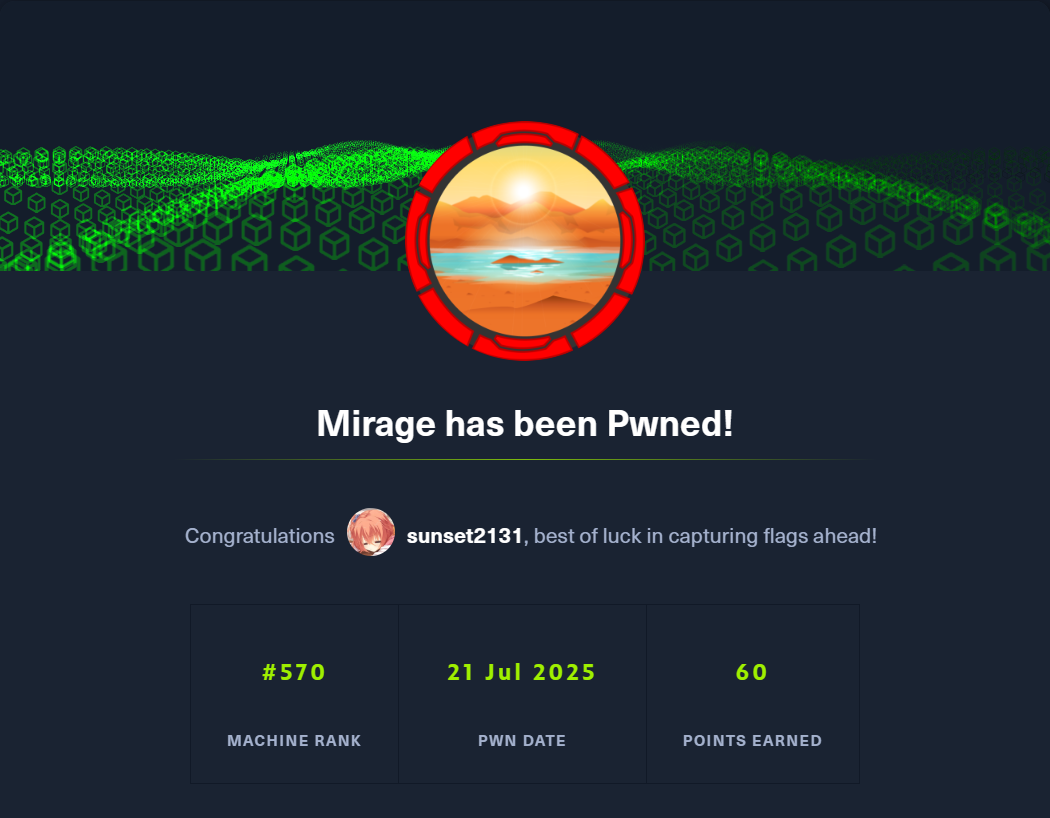 Mirage has been Pwned!
Congratulations sunset2131, best of luck in capturing flags ahead!
#570 21 Jul 2025 60
MACHINE RANK PWN DATE POINTS EARNED